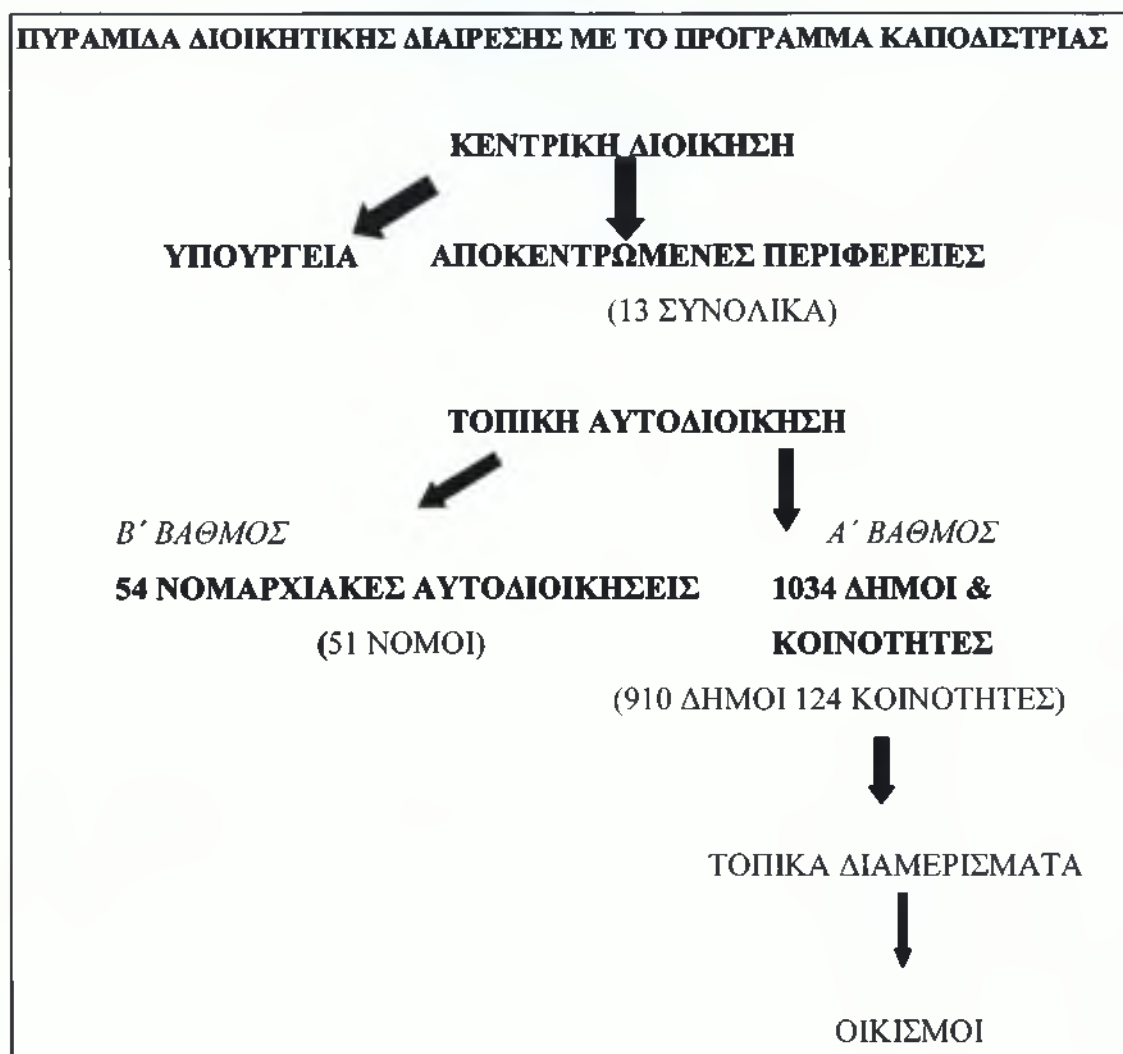 ΠΥΡΑΜΙΔΑ ΔΙΟΙΚΗΤΙΚΗΣ ΔΙΑΙΡΕΣΗΣ ΜΕ ΤΟ ΠΡΟΓΡΑΜΜΑ ΚΑΠΟΔΙΣΤΡΙΑΣ
ΚΕΝΤΡΙΚΗ ΔΙΟΙΚΗΣΗ
ΥΠΟΥΡΓΕΙΑ ΑΠΟΚΕΝΤΡΩΜΕΝΕΣ ΠΕΡΙΦΕΡΕΙΕΣ
(13 ΣΥΝΟΛΙΚΑ)
ΤΟΠΙΚΗ ΑΥΤΟΔΙΟΙΚΗΣΗ
Β΄ ΒΑΘΜΟΣ Α΄ ΒΑΘΜΟΣ
54 ΝΟΜΑΡΧΙΑΚΕΣ ΑΥΤΟΔΙΟΙΚΗΣΕΙΣ 1034 ΔΗΜΟΙ &
(51 ΝΟΜΟΙ) ΚΟΙΝΟΤΗΤΕΣ
(910 ΔΗΜΟΙ 124 ΚΟΙΝΟΤΗΤΕΣ)
ΤΟΠΙΚΑ ΔΙΑΜΕΡΙΣΜΑΤΑ
ΟΙΚΙΣΜΟΙ